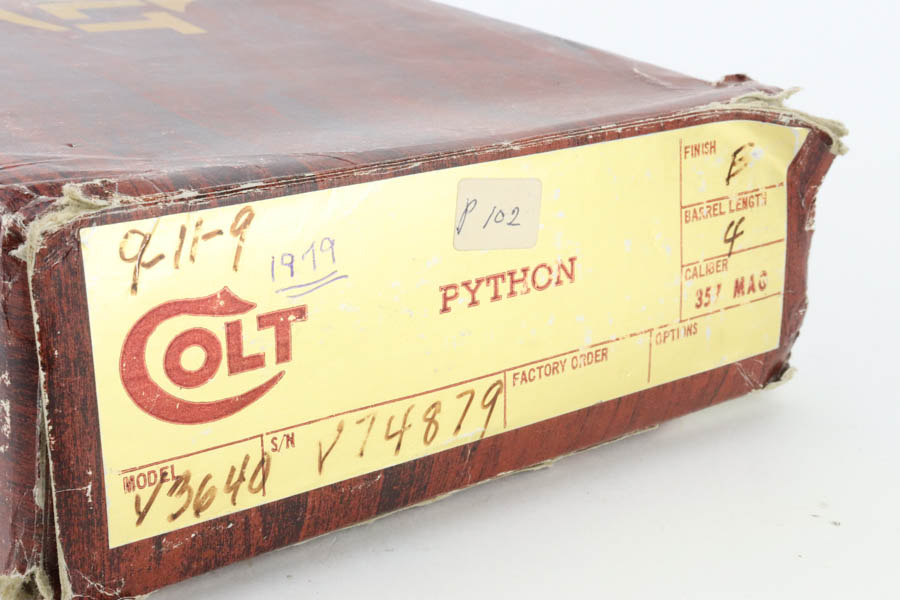 9-11-9
1979
P 102
COLT
PYTHON
FINISH
B
BARREL LENGTH
4
CALIBER
357 MAG
MODEL
V3640
S/N
V74879
FACTORY ORDER
OPTIONS